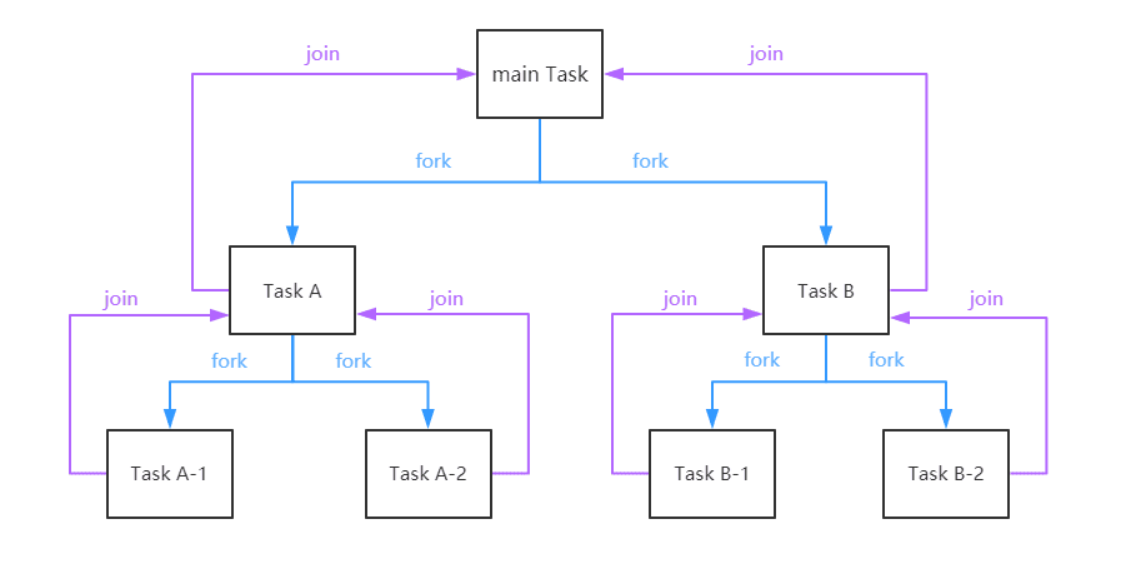 join
join
main Task
fork
fork
Task A
Task B
join
join
join
join
fork
fork
fork
fork
Task A-1
Task A-2
Task B-1
Task B-2